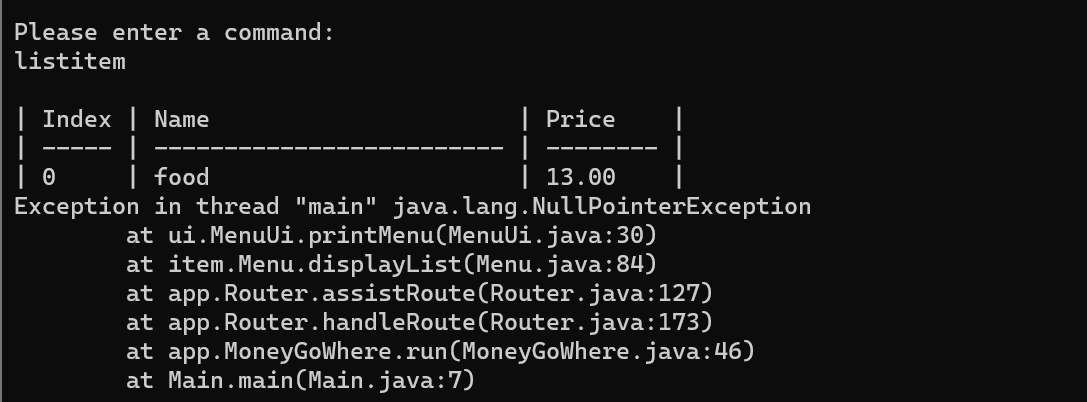 Please enter a command:
listitem
| Index | Name                      | Price    |
| ----- | ------------------------- | -------- |
| 0     | food                      | 13.00    |
Exception in thread "main" java.lang.NullPointerException
        at ui.MenuUi.printMenu(MenuUi.java:30)
        at item.Menu.displayList(Menu.java:84)
        at app.Router.assistRoute(Router.java:127)
        at app.Router.handleRoute(Router.java:173)
        at app.MoneyGoWhere.run(MoneyGoWhere.java:46)
        at Main.main(Main.java:7)